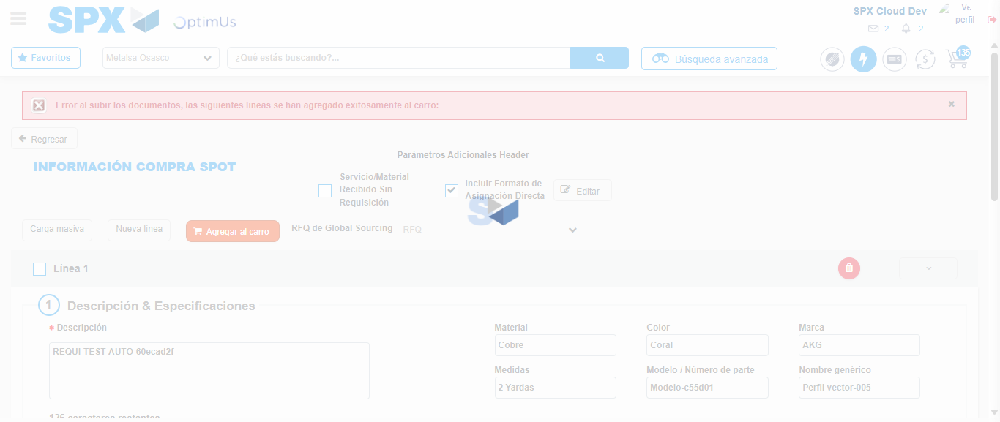 SPX
OptimUs
SPX Cloud Dev
Ve
perfil
2
2
Favoritos
Metalsa Osasco
¿Qué estás buscando?...
Búsqueda avanzada
135
Error al subir los documentos, las siguientes lineas se han agregado exitosamente al carro:
Regresar
INFORMACIÓN COMPRA SPOT
Parámetros Adicionales Header
Servicio/Material
Recibido Sin
Requisición
Incluir Formato de
Asignación Directa
Editar
Carga masiva
Nueva línea
Agregar al carro
RFQ de Global Sourcing
RFQ
Línea 1
1 Descripción & Especificaciones
* Descripción
REQUI-TEST-AUTO-60ecad2f
Material
Cobre
Color
Coral
Marca
AKG
Medidas
2 Yardas
Modelo / Número de parte
Modelo-c55d01
Nombre genérico
Perfil vector-005
126 caracteres restantes